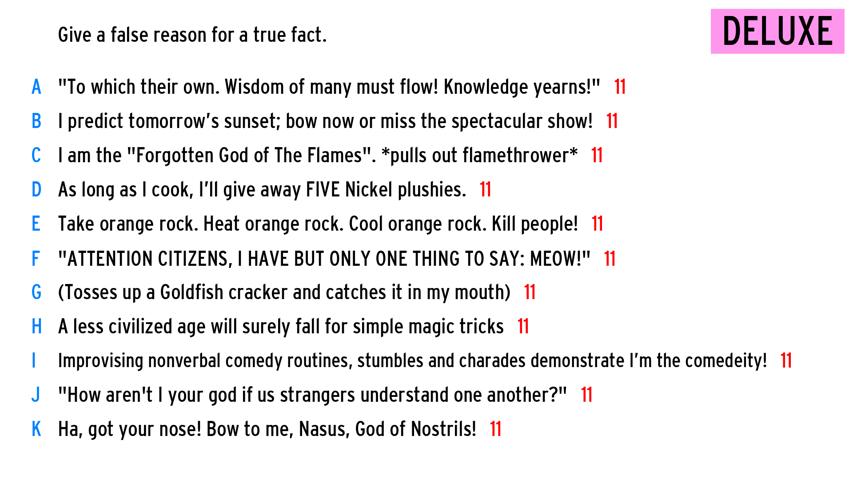 Give a false reason for a true fact.
DELUXE
A "To which their own. Wisdom of many must flow! Knowledge yearns!" 11
B I predict tomorrow's sunset; bow now or miss the spectacular show! 11
C I am the "Forgotten God of The Flames". *pulls out flamethrower* 11
D As long as I cook, I'll give away FIVE Nickel plushies. 11
E Take orange rock. Heat orange rock. Cool orange rock. Kill people! 11
F "ATTENTION CITIZENS, I HAVE BUT ONLY ONE THING TO SAY: MEOW!" 11
G (Tosses up a Goldfish cracker and catches it in my mouth) 11
H A less civilized age will surely fall for simple magic tricks 11
I Improvising nonverbal comedy routines, stumbles and charades demonstrate I'm the comedeity! 11
J "How aren't I your god if us strangers understand one another?" 11
K Ha, got your nose! Bow to me, Nasus, God of Nostrils! 11